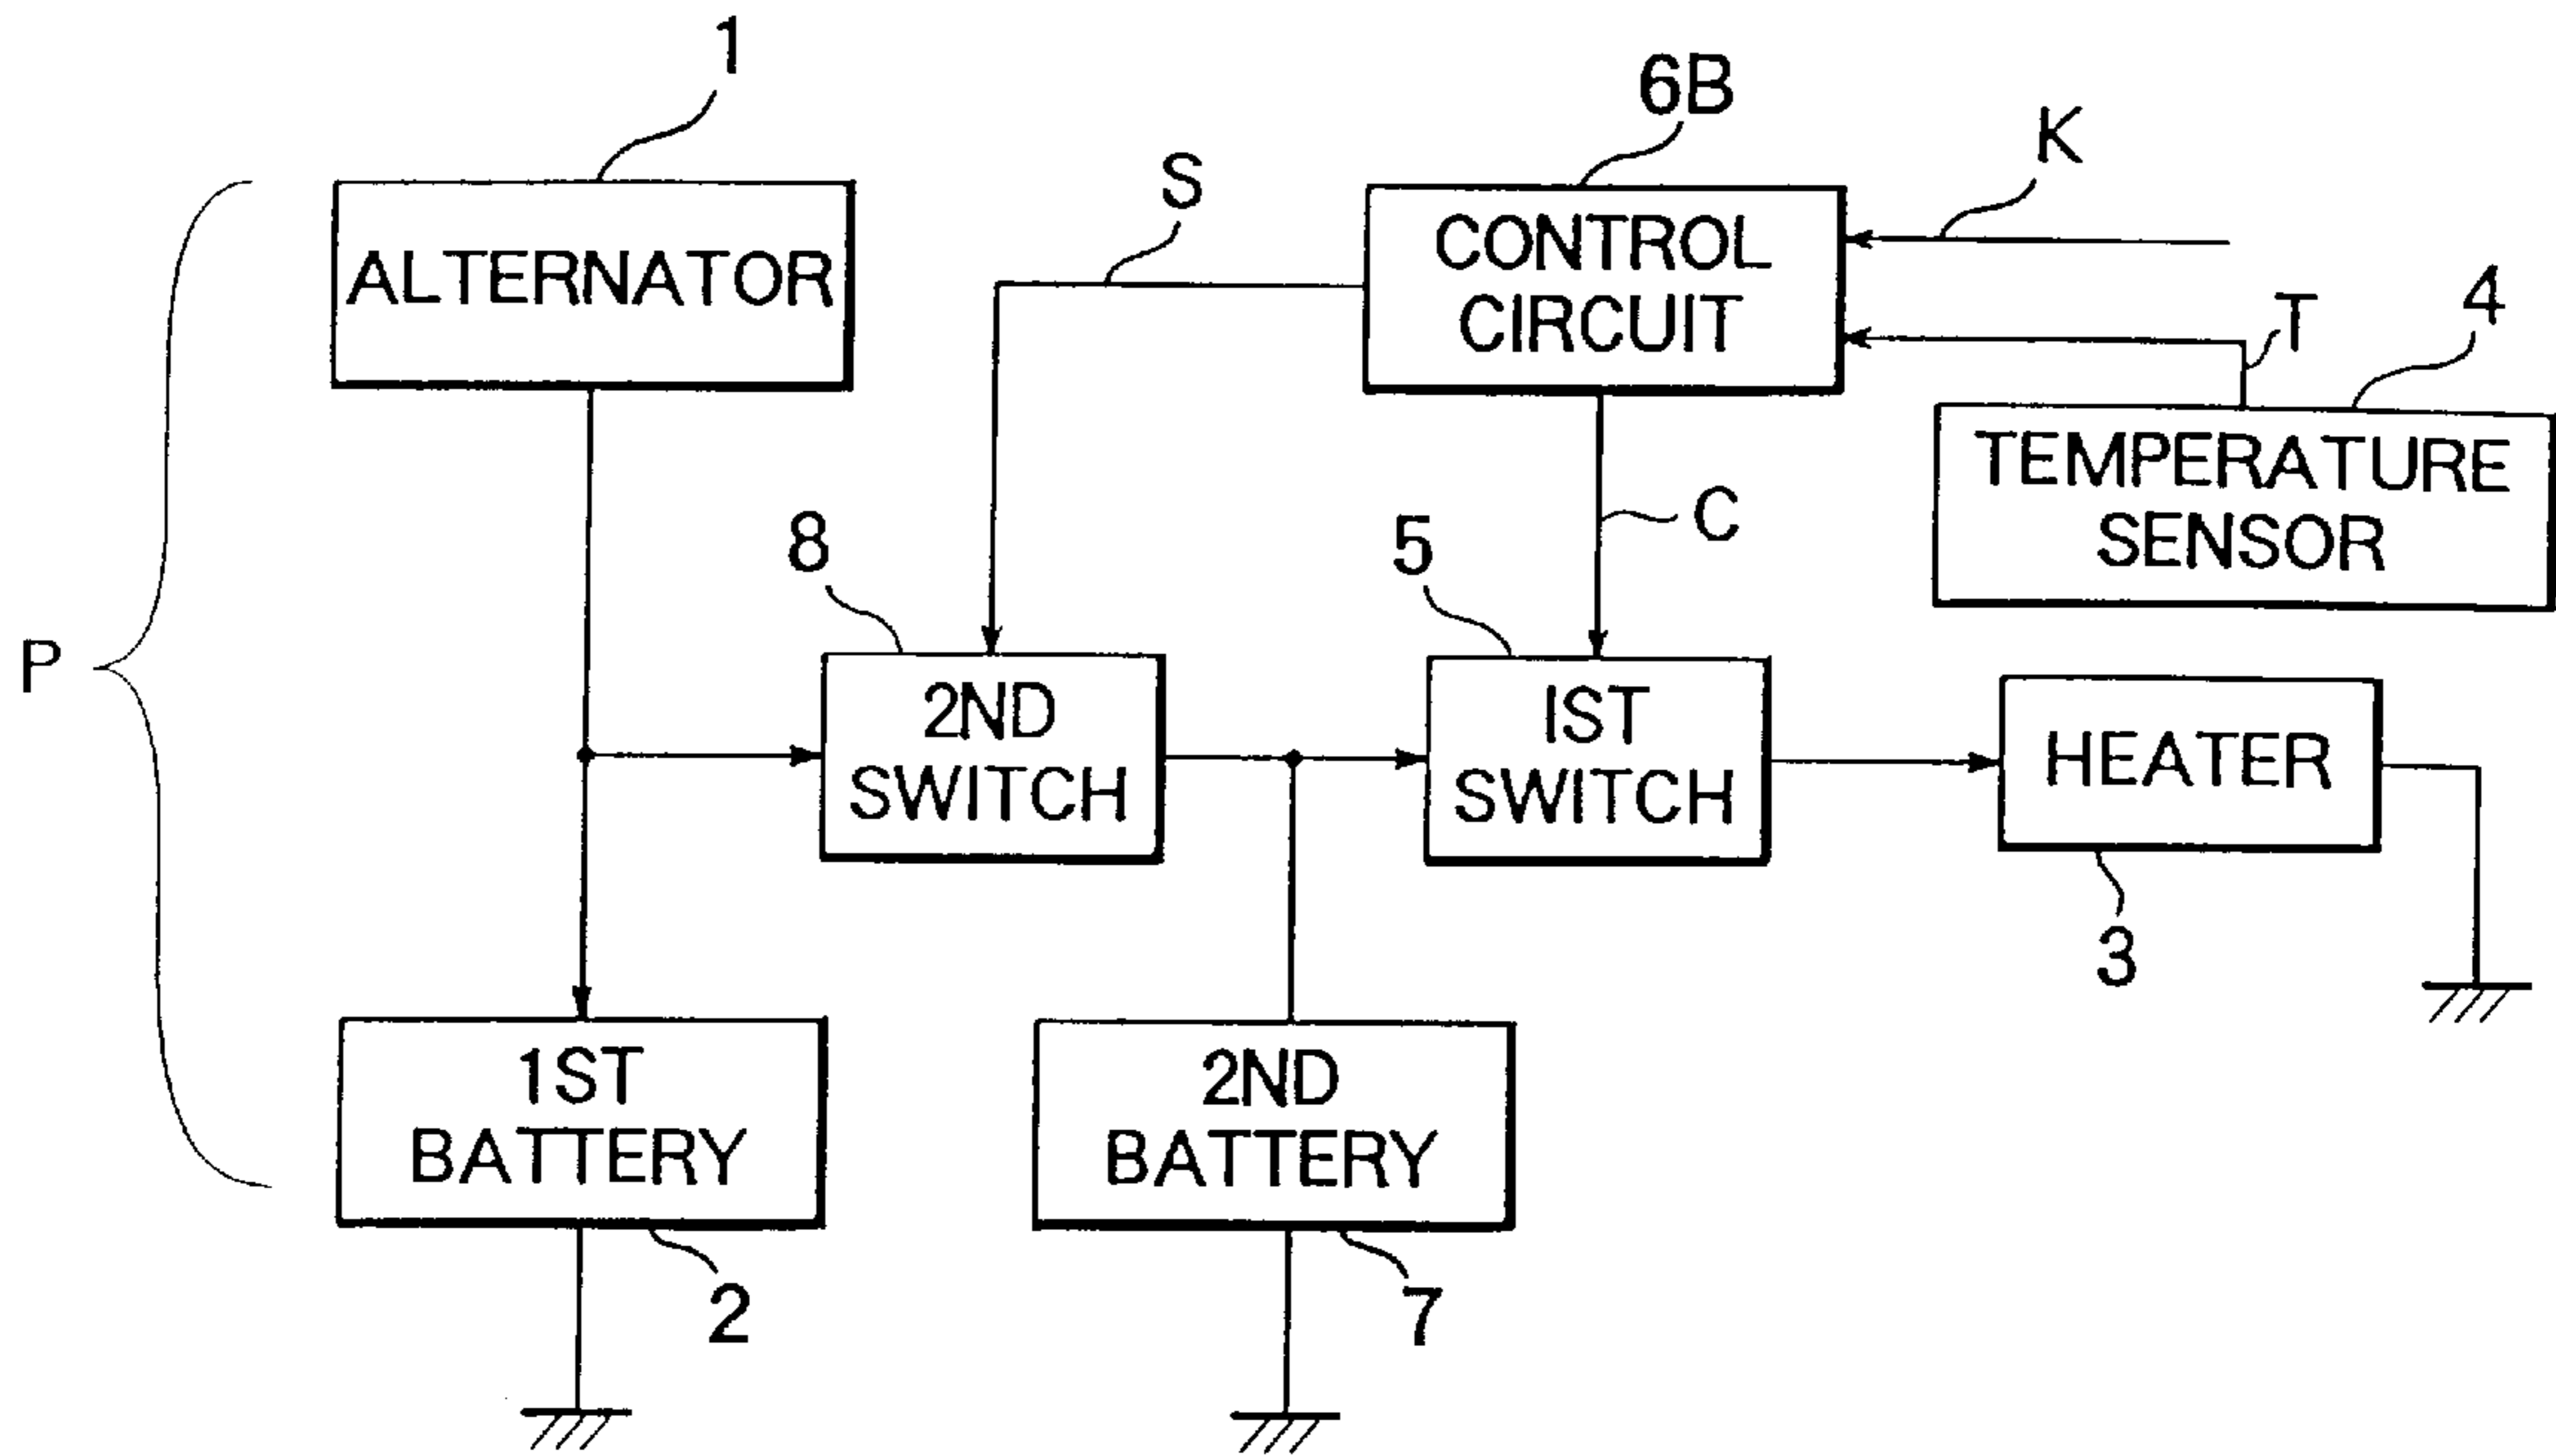 1
6B
K
S
ALTERNATOR
CONTROL
CIRCUIT
T
4
TEMPERATURE
SENSOR
C
8
5
P
2ND
SWITCH
IST
SWITCH
HEATER
3
1ST
BATTERY
2ND
BATTERY
2
7